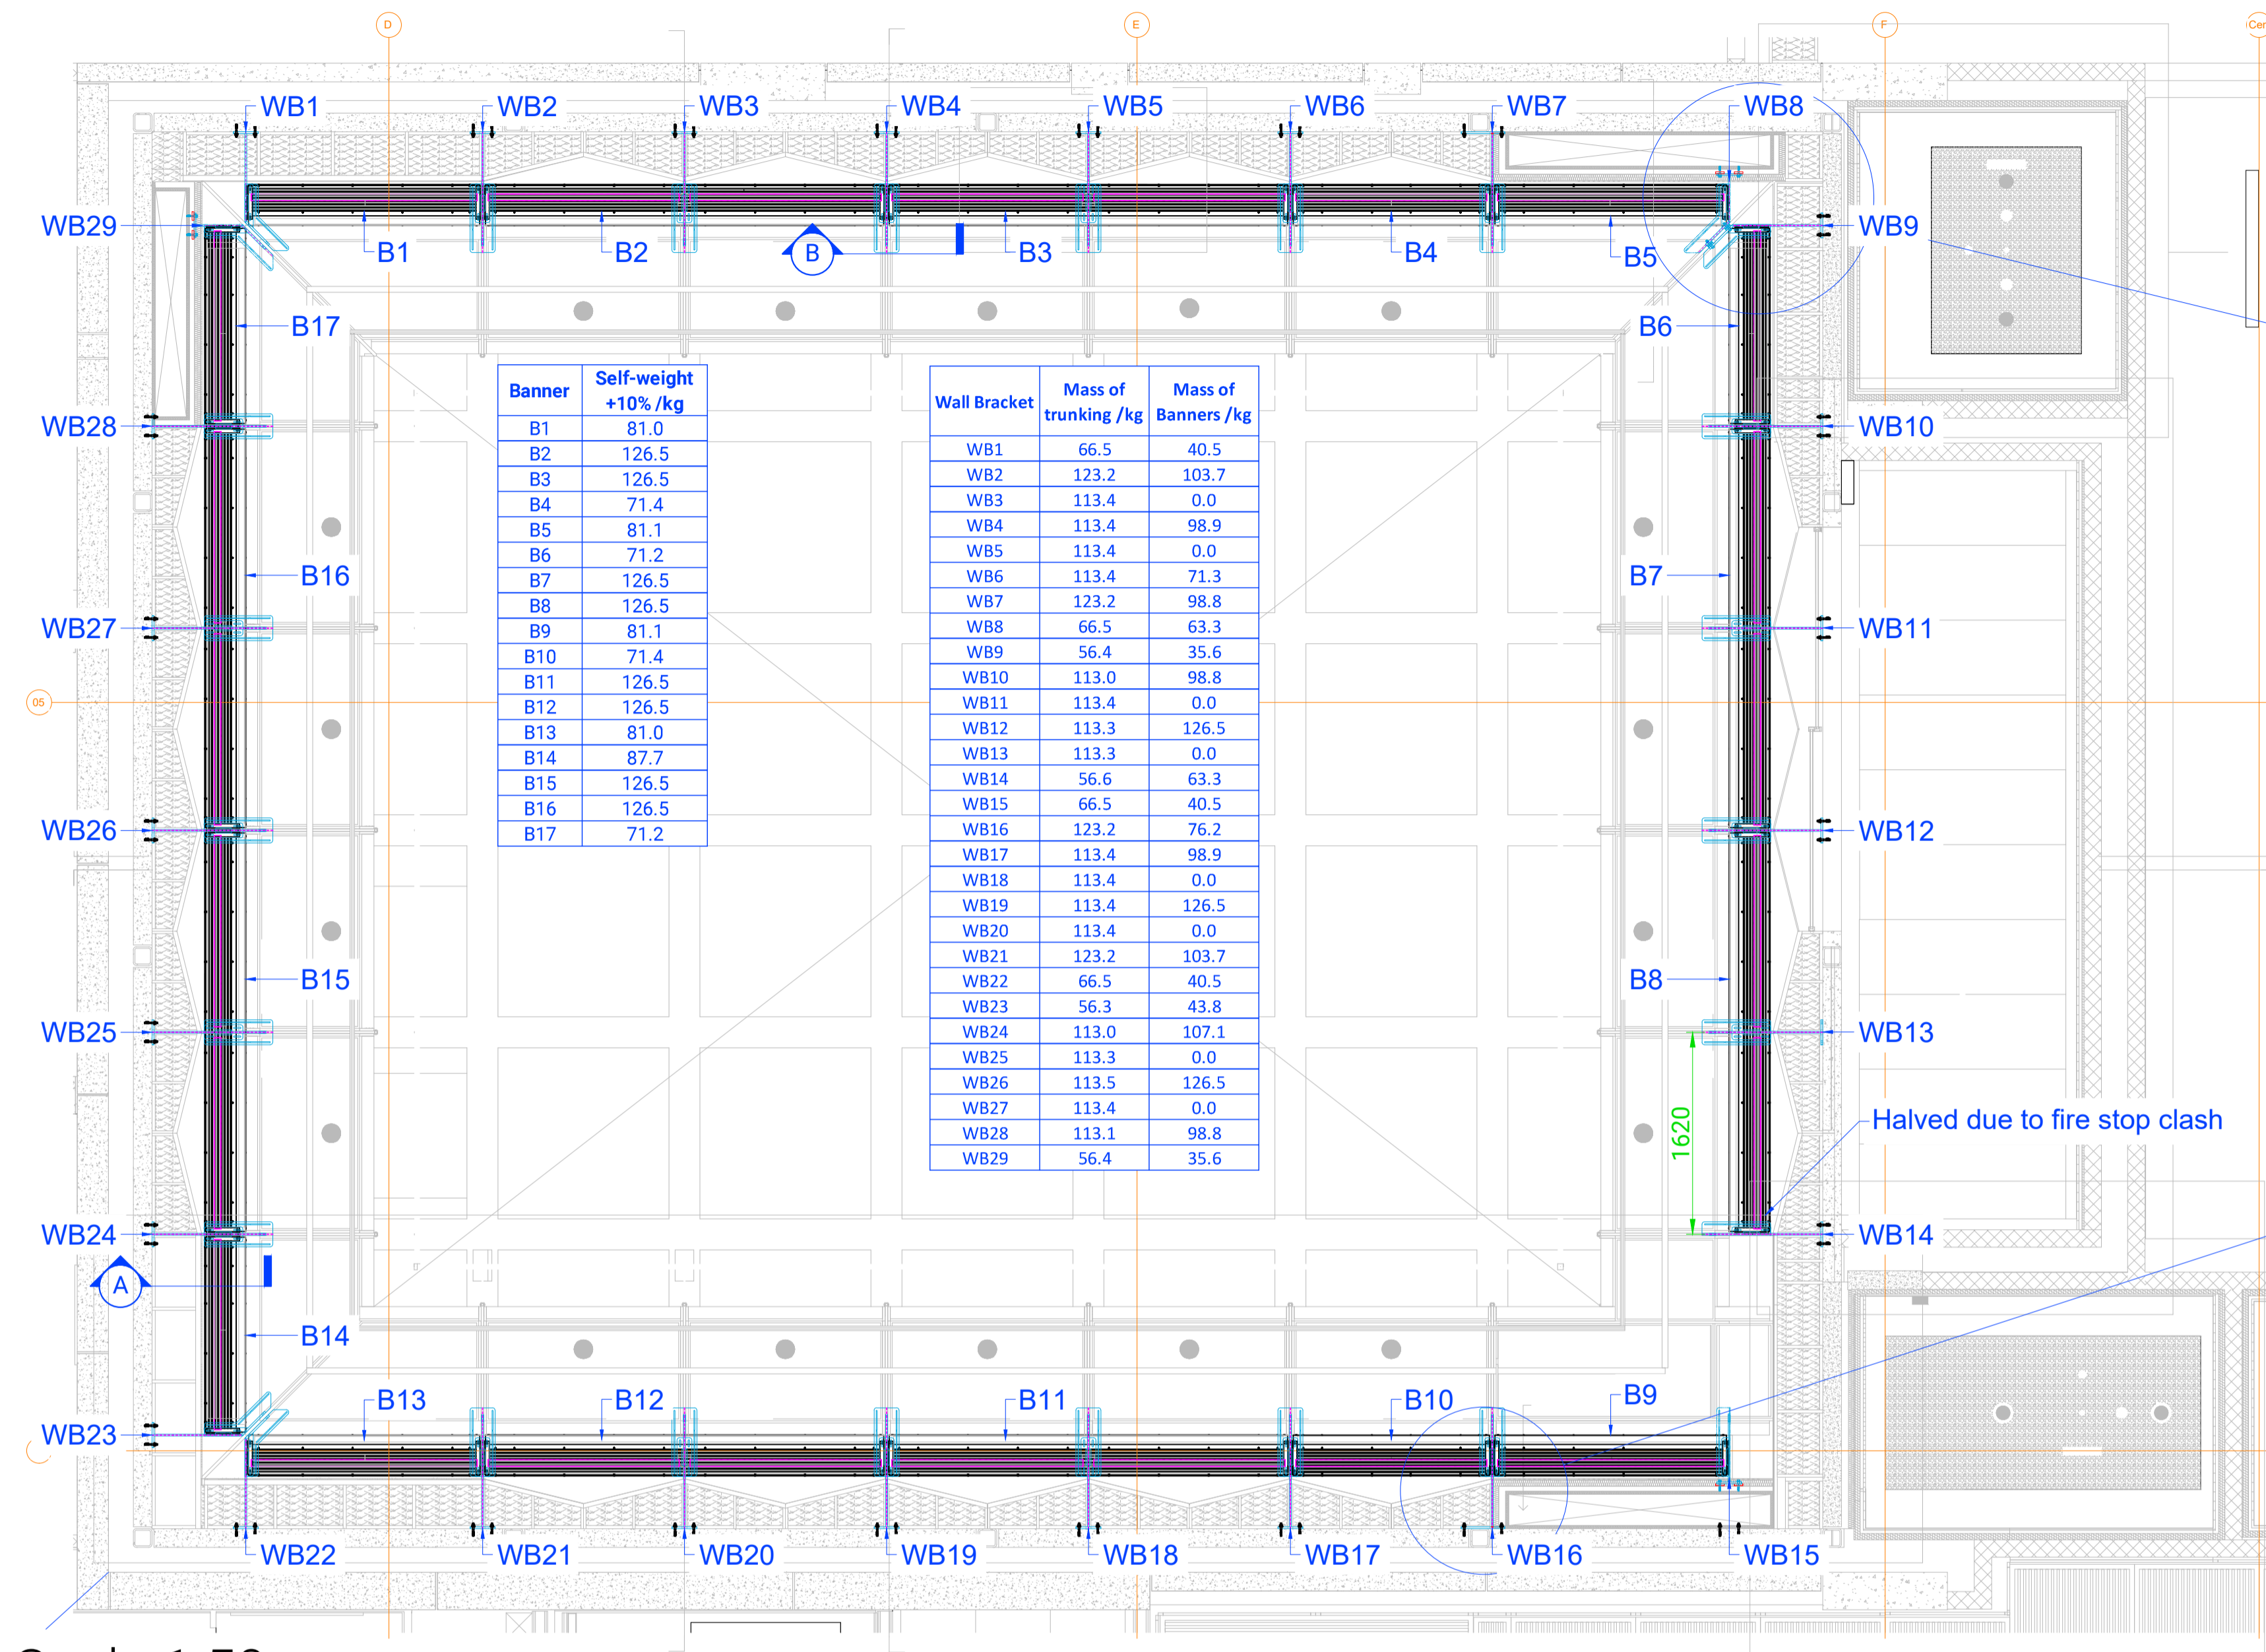 D E F Cer
WB1 WB2 WB3 WB4 WB5 WB6 WB7 WB8
WB29 WB9
B1 B2 B B3 B4 B5
B17 B6
WB28 WB10
B16 B7
WB27 WB11
05
WB26 WB12
B15 B8
WB25 WB13
1620
Halved due to fire stop clash
WB24 WB14
A
B14
B13 B12 B11 B10 B9
WB23
WB22 WB21 WB20 WB19 WB18 WB17 WB16 WB15
Banner Self-weight +10% /kg
B1 81.0
B2 126.5
B3 126.5
B4 71.4
B5 81.1
B6 71.2
B7 126.5
B8 126.5
B9 81.1
B10 71.4
B11 126.5
B12 126.5
B13 81.0
B14 87.7
B15 126.5
B16 126.5
B17 71.2
Wall Bracket Mass of trunking /kg Mass of Banners /kg
WB1 66.5 40.5
WB2 123.2 103.7
WB3 113.4 0.0
WB4 113.4 98.9
WB5 113.4 0.0
WB6 113.4 71.3
WB7 123.2 98.8
WB8 66.5 63.3
WB9 56.4 35.6
WB10 113.0 98.8
WB11 113.4 0.0
WB12 113.3 126.5
WB13 113.3 0.0
WB14 56.6 63.3
WB15 66.5 40.5
WB16 123.2 76.2
WB17 113.4 98.9
WB18 113.4 0.0
WB19 113.4 126.5
WB20 113.4 0.0
WB21 123.2 103.7
WB22 66.5 40.5
WB23 56.3 43.8
WB24 113.0 107.1
WB25 113.3 0.0
WB26 113.5 126.5
WB27 113.4 0.0
WB28 113.1 98.8
WB29 56.4 35.6